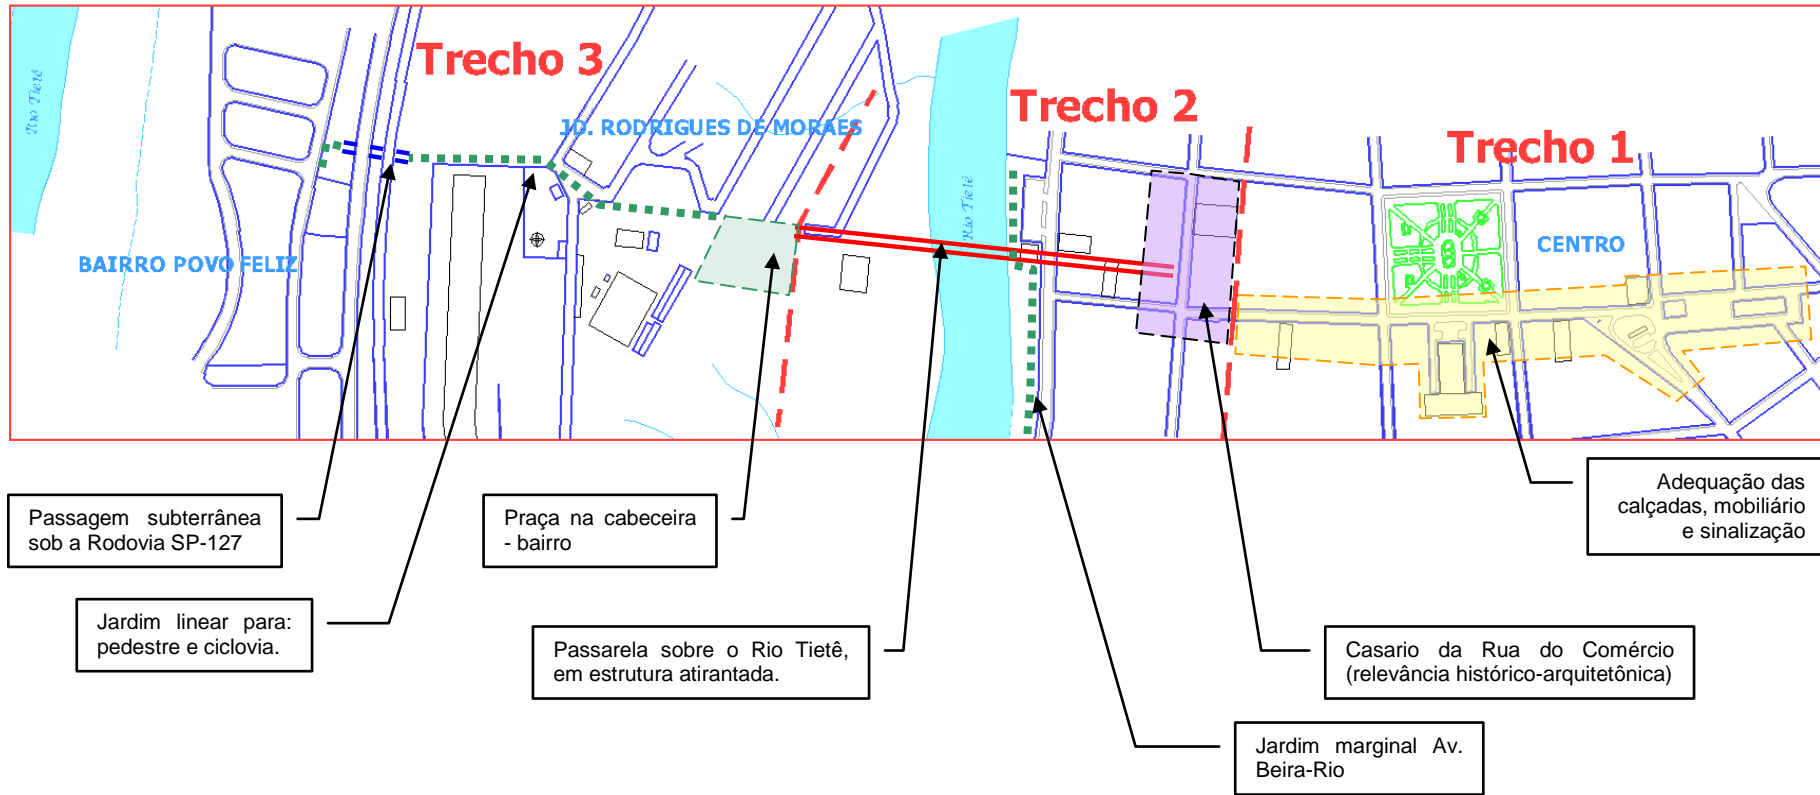 Trecho 3
Trecho 2
Trecho 1
Rio Tietê
JD. RODRIGUES DE MORAES
Rio Tietê
CENTRO
BAIRRO POVO FELIZ
Passagem subterrânea
sob a Rodovia SP-127
Praça na cabeceira
- bairro
Adequação das
calçadas, mobiliário
e sinalização
Jardim linear para:
pedestre e ciclovia.
Passarela sobre o Rio Tietê,
em estrutura atirantada.
Casario da Rua do Comércio
(relevância histórico-arquitetônica)
Jardim marginal Av.
Beira-Rio